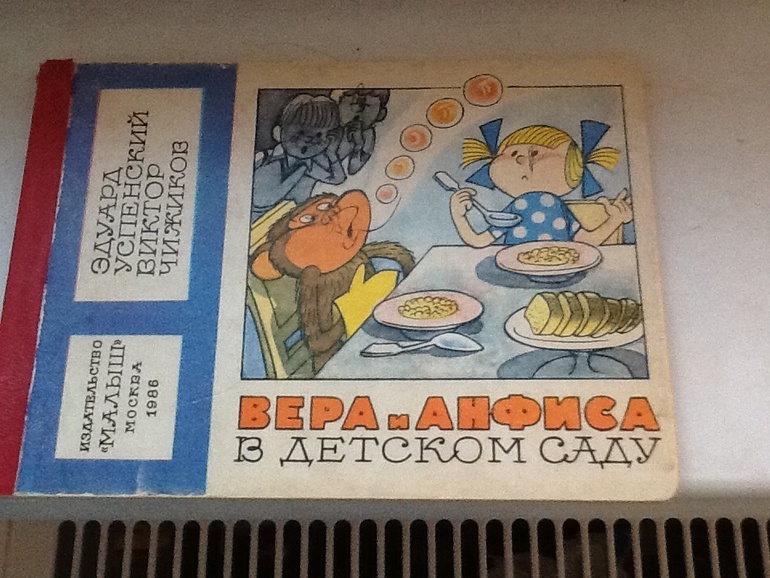 ЭДУАРД
УСПЕНСКИЙ
ВИКТОР
ЧИЖИКОВ
ИЗДАТЕЛЬСТВО
«МАЛЫШ»
МОСКВА
1986
ВЕРА и АНФИСА
В ДЕТСКОМ САДУ